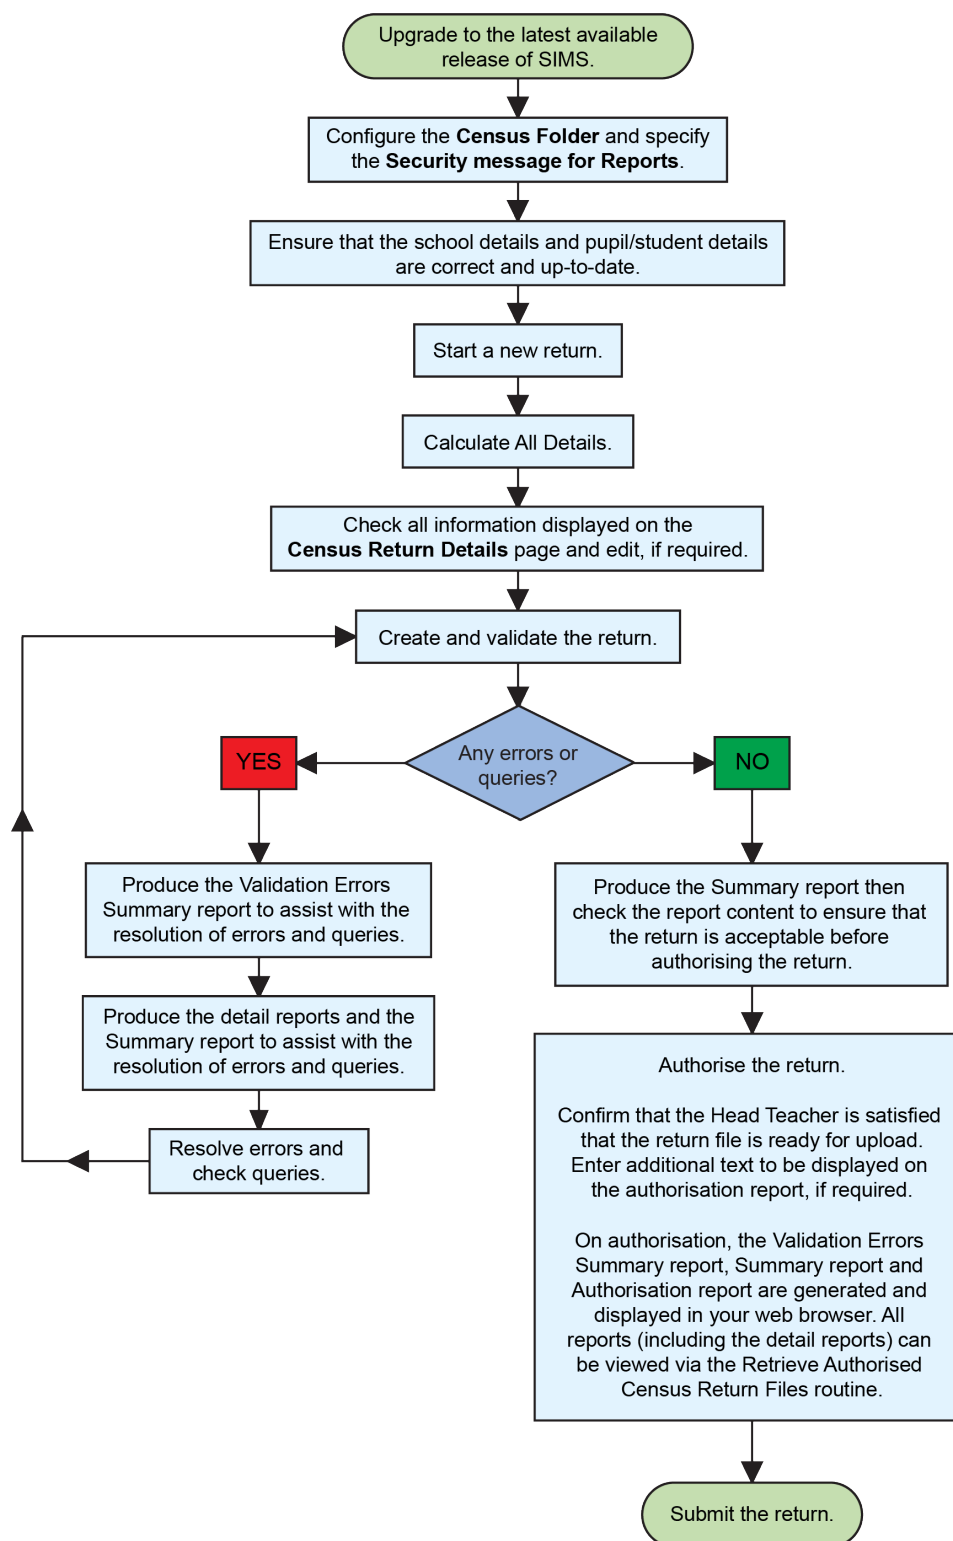 Upgrade to the latest available
release of SIMS.
Configure the Census Folder and specify
the Security message for Reports.
Ensure that the school details and pupil/student details
are correct and up-to-date.
Start a new return.
Calculate All Details.
Check all information displayed on the
Census Return Details page and edit, if required.
Create and validate the return.
Any errors or
queries?
YES
NO
Produce the Validation Errors
Summary report to assist with the
resolution of errors and queries.
Produce the detail reports and the
Summary report to assist with the
resolution of errors and queries.
Resolve errors and
check queries.
Produce the Summary report then
check the report content to ensure that
the return is acceptable before
authorising the return.
Authorise the return.
Confirm that the Head Teacher is satisfied
that the return file is ready for upload.
Enter additional text to be displayed on
the authorisation report, if required.
On authorisation, the Validation Errors
Summary report, Summary report and
Authorisation report are generated and
displayed in your web browser. All
reports (including the detail reports) can
be viewed via the Retrieve Authorised
Census Return Files routine.
Submit the return.